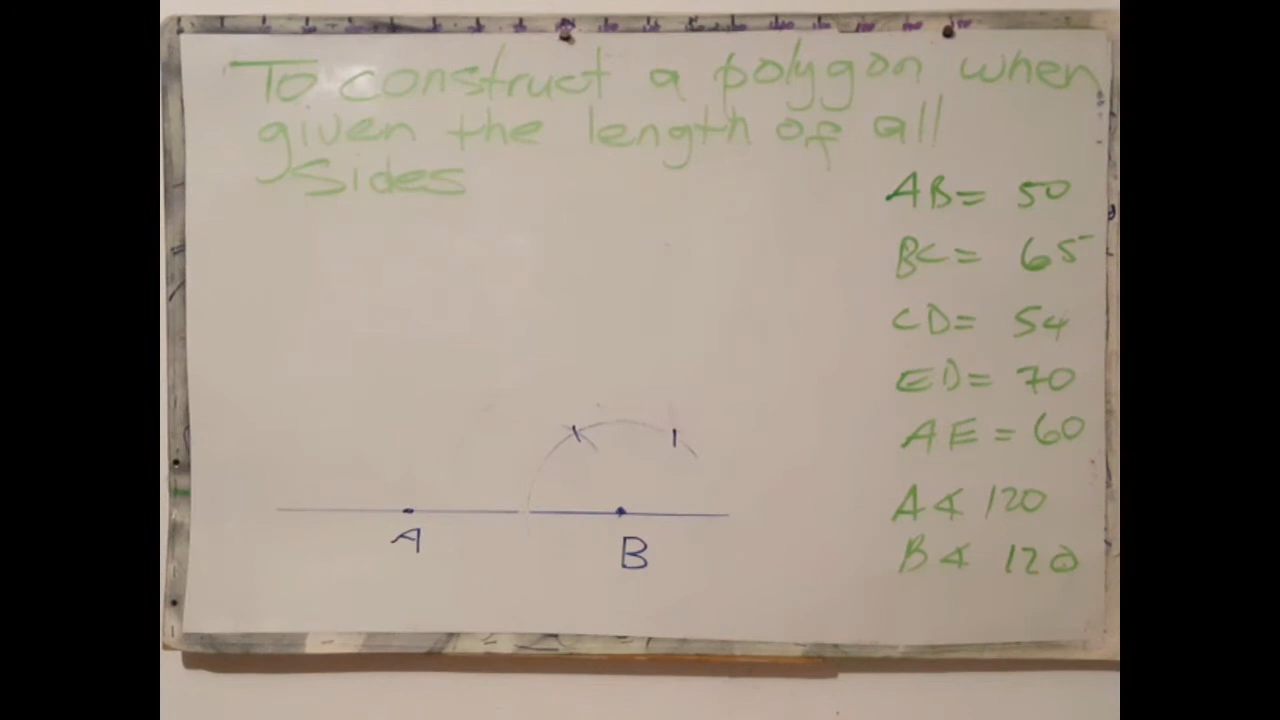 To construct a polygon when
given the length of all
Sides
AB = 50
BC = 65
CD = 54
ED = 70
AE = 60
A∢ 120
B∢ 120
A
B